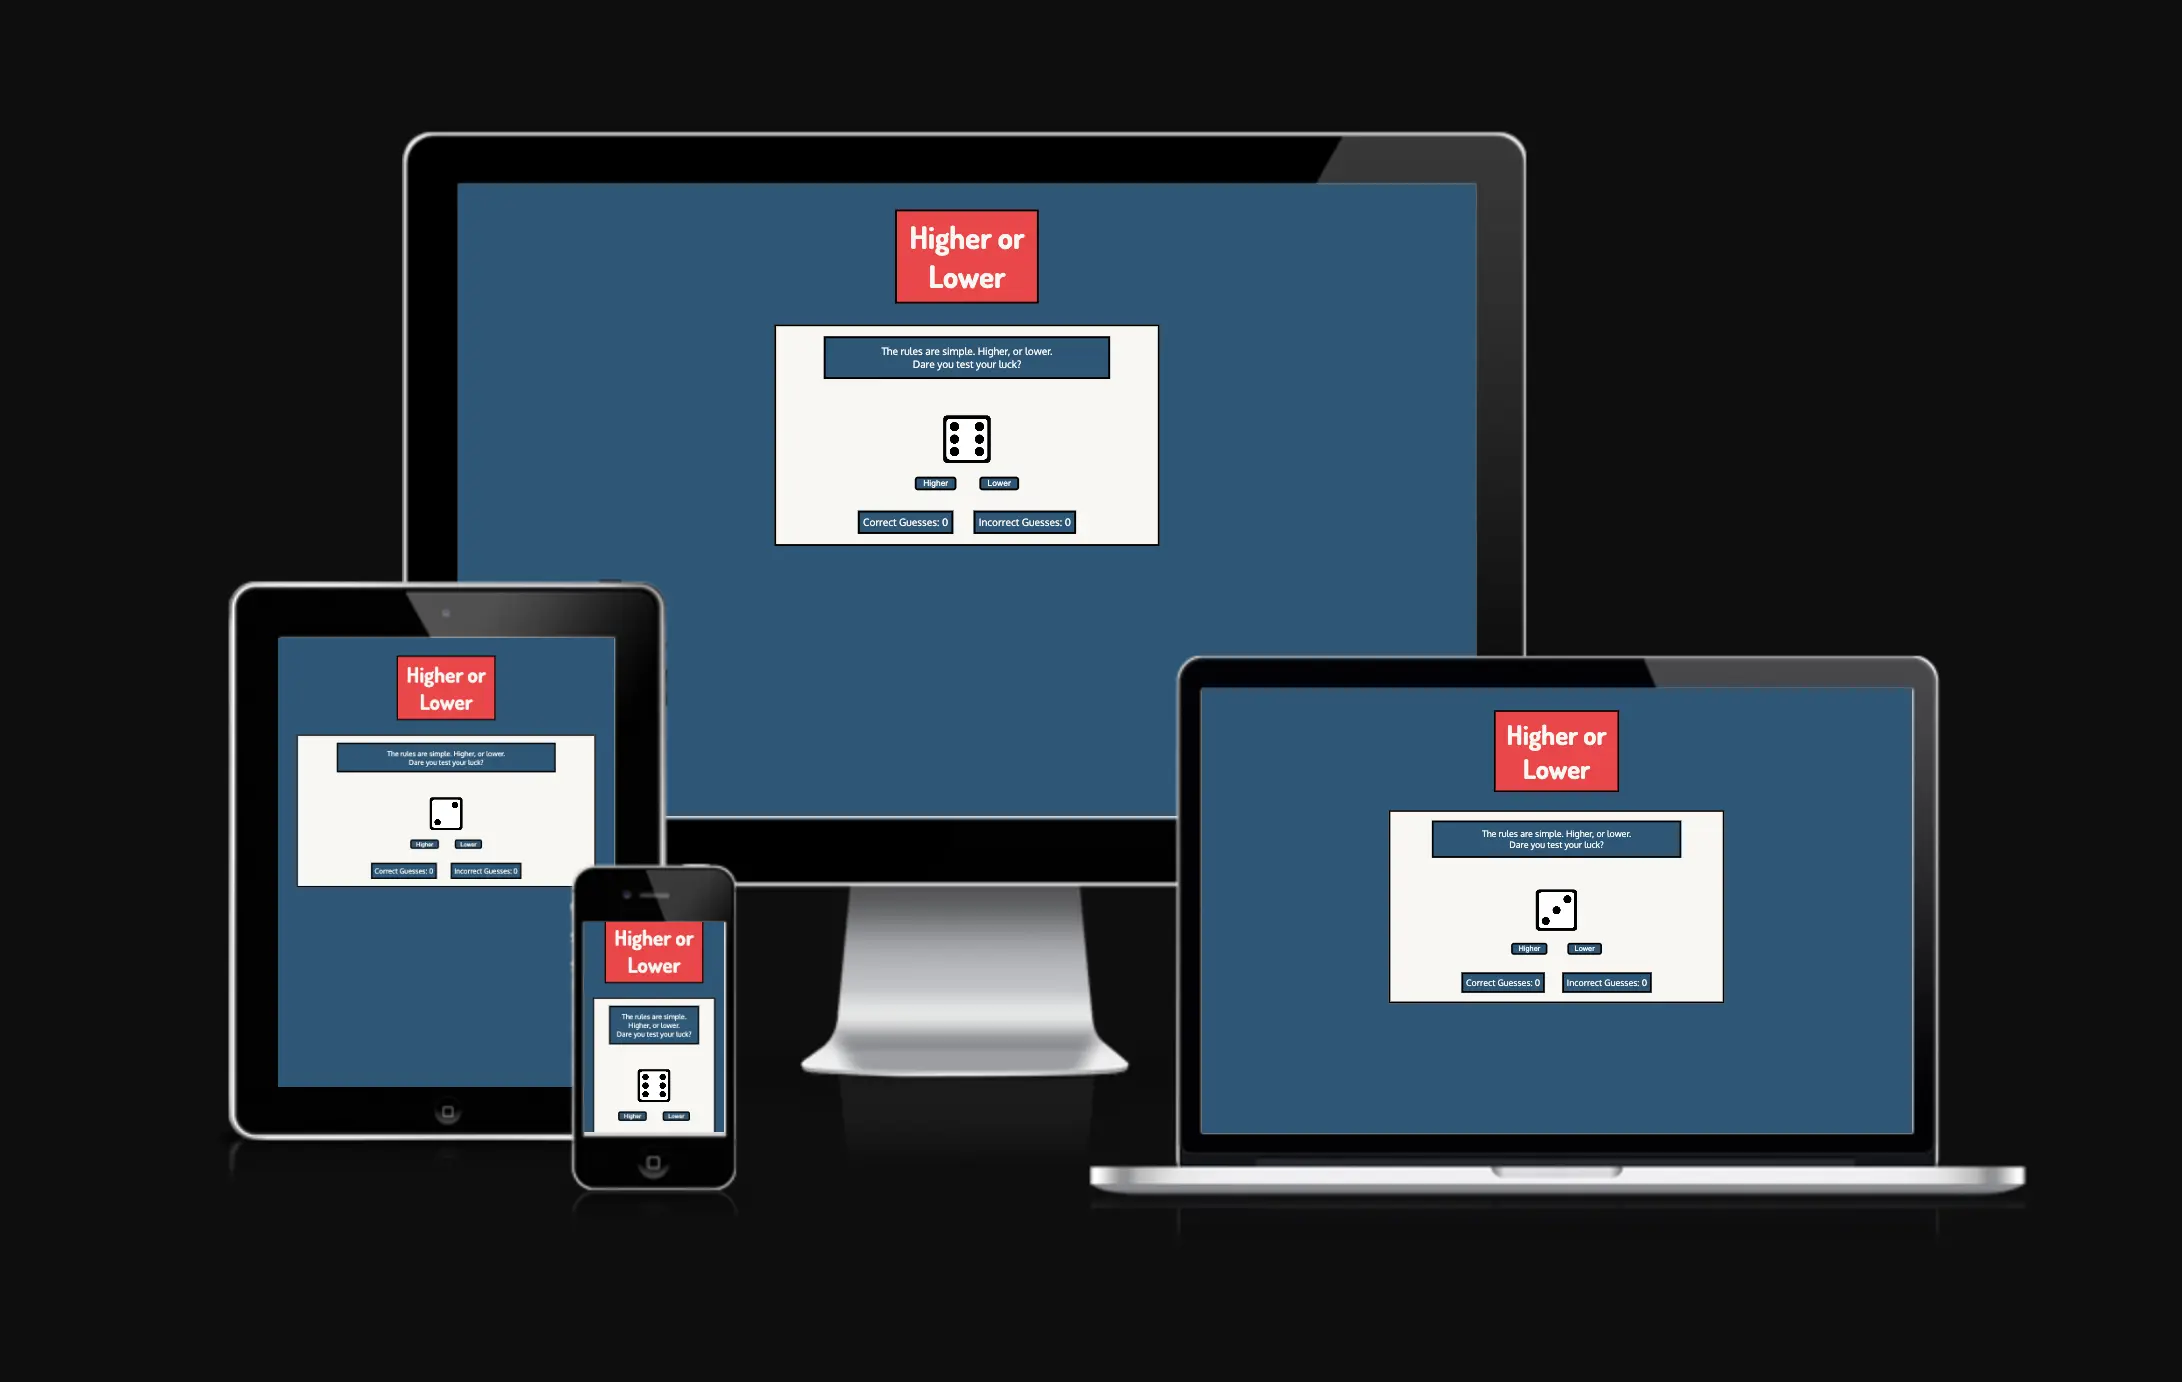 Higher or
Lower
The rules are simple. Higher, or lower.
Dare you test your luck?
Higher Lower
Correct Guesses: 0 Incorrect Guesses: 0
Higher or
Lower
The rules are simple. Higher, or lower.
Dare you test your luck?
Higher Lower
Correct Guesses: 0 Incorrect Guesses: 0
Higher or
Lower
The rules are simple.
Higher, or lower.
Dare you test your luck?
Higher Lower
Higher or
Lower
The rules are simple. Higher, or lower.
Dare you test your luck?
Higher Lower
Correct Guesses: 0 Incorrect Guesses: 0